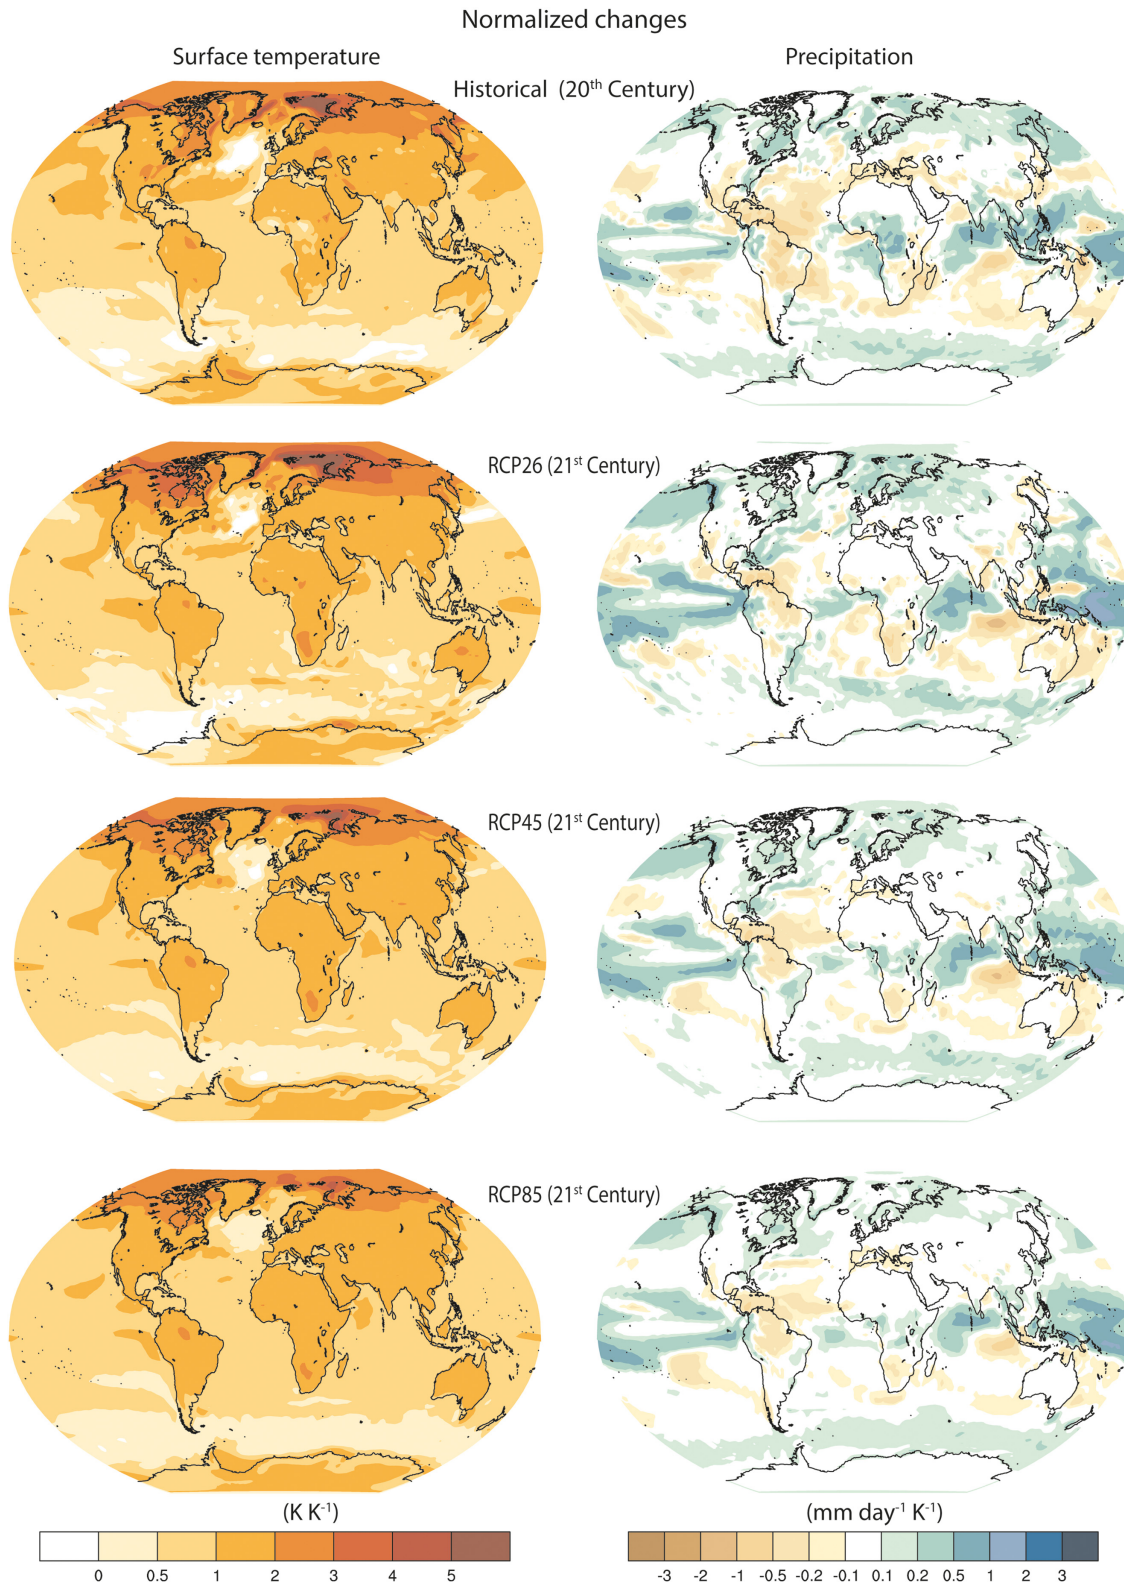 Normalized changes
Surface temperature
Precipitation
Historical (20th Century)
RCP26 (21st Century)
RCP45 (21st Century)
RCP85 (21st Century)
(K K-1)
(mm day-1 K-1)
0 0.5 1 2 3 4 5
-3 -2 -1 -0.5 -0.2 -0.1 0.1 0.2 0.5 1 2 3